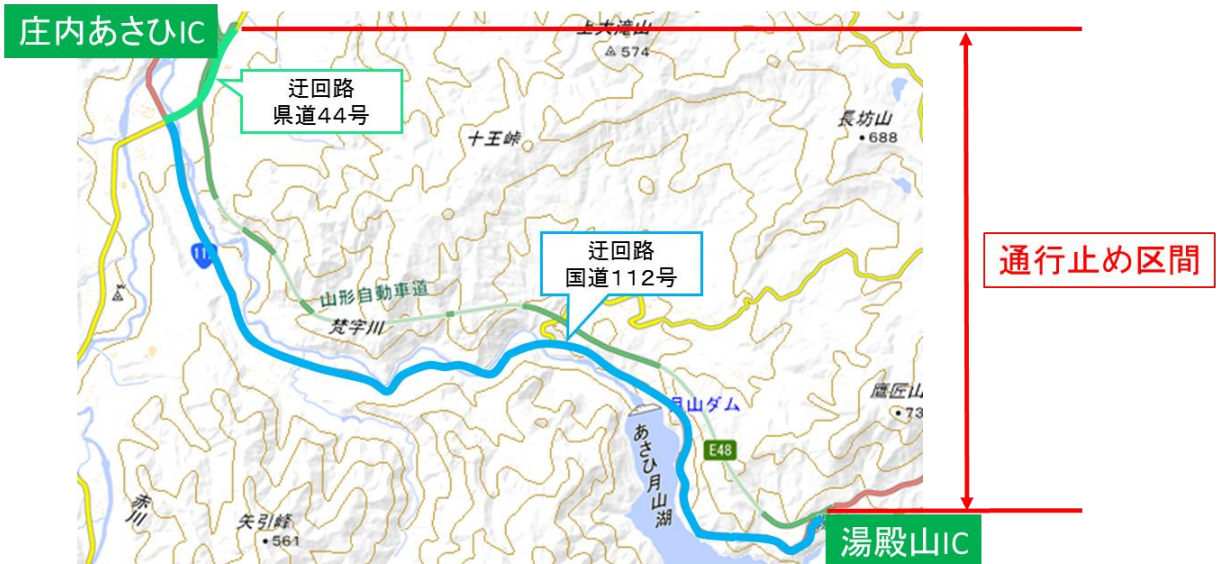 庄内あさひIC
上大滝山
574
迂回路
県道44号
長坊山
688
十王峠
迂回路
国道112号
通行止め区間
山形自動車道
梵字川
鷹匠山
月山ダム
E48
あさひ月山湖
赤川
矢引峰
561
湯殿山IC